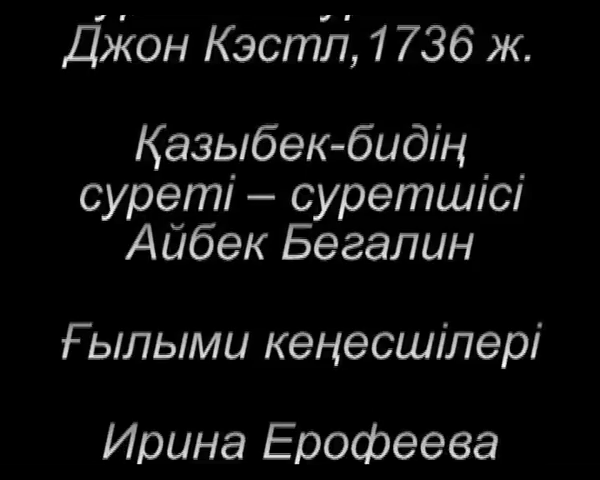 Джон Кэстл,1736 ж.
Қазыбек-бидің
суреті – суретшісі
Айбек Бегалин
Ғылыми кеңесшілері
Ирина Ерофеева